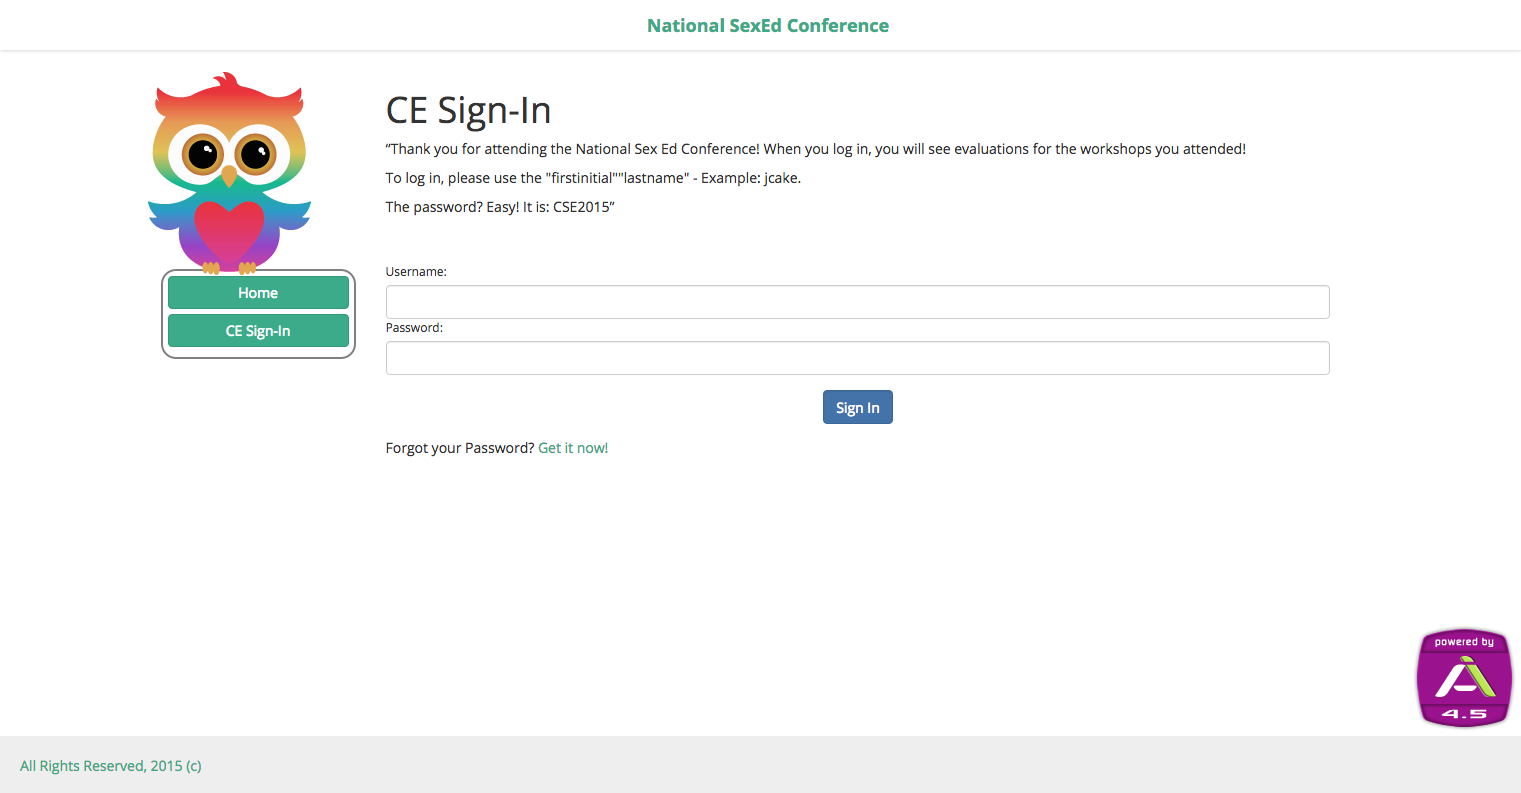 National SexEd Conference
CE Sign-In
“Thank you for attending the National Sex Ed Conference! When you log in, you will see evaluations for the workshops you attended!
To log in, please use the "firstinitial""lastname" - Example: jcake.
The password? Easy! It is: CSE2015”
Username:
Home
CE Sign-In
Password:
Sign In
Forgot your Password? Get it now!
powered by
A
4.5
All Rights Reserved, 2015 (c)